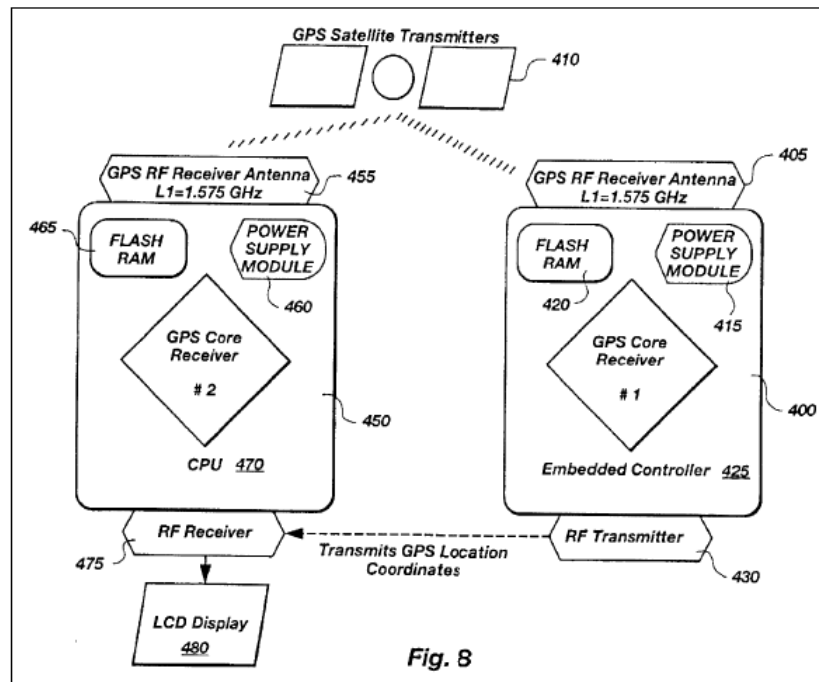 GPS Satellite Transmitters
410
GPS RF Receiver Antenna
L1=1.575 GHz
455
GPS RF Receiver Antenna
L1=1.575 GHz
405
465
FLASH
RAM
POWER
SUPPLY
MODULE
460
FLASH
RAM
420
POWER
SUPPLY
MODULE
415
GPS Core
Receiver
# 2
450
CPU 470
GPS Core
Receiver
# 1
400
Embedded Controller 425
RF Receiver
475
Transmits GPS Location
Coordinates
RF Transmitter
430
LCD Display
480
Fig. 8